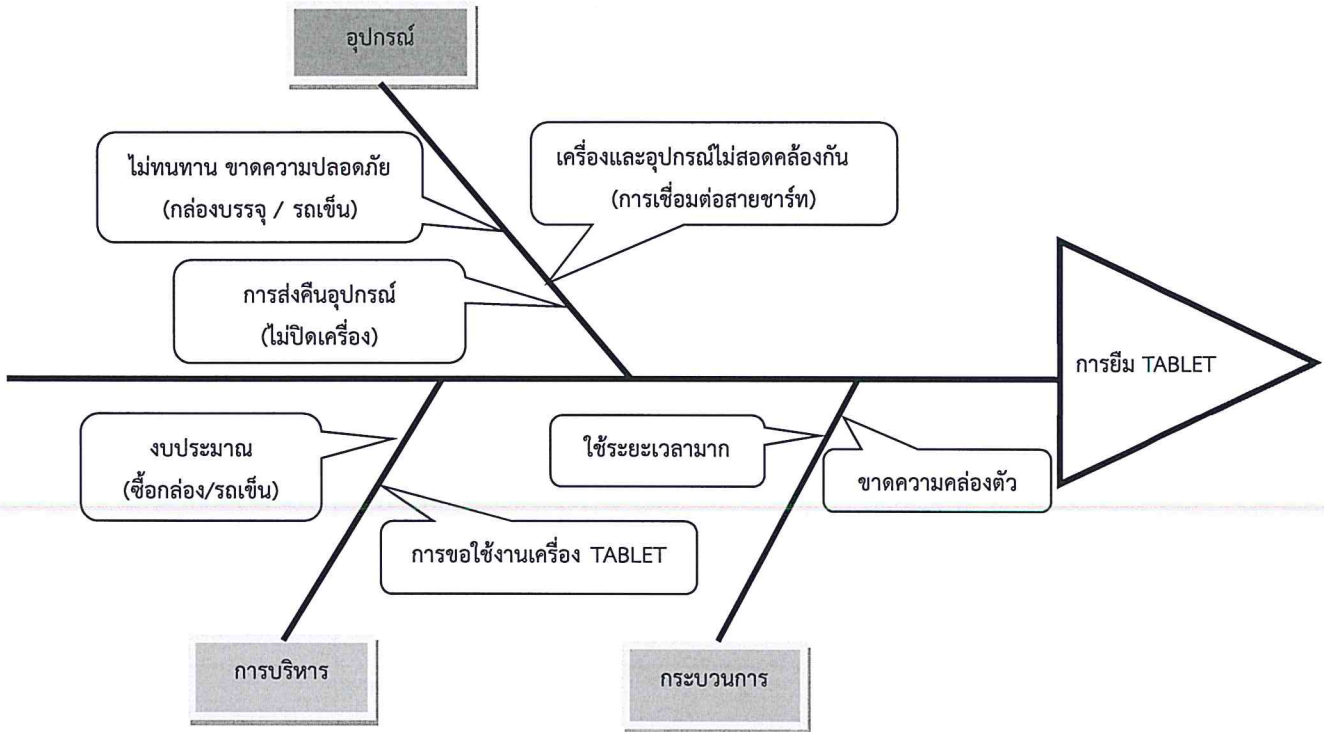 อุปกรณ์
ไม่ทนทาน ขาดความปลอดภัย
(กล่องบรรจุ / รถเข็น)
เครื่องและอุปกรณ์ไม่สอดคล้องกัน
(การเชื่อมต่อสายชาร์ท)
การส่งคืนอุปกรณ์
(ไม่ปิดเครื่อง)
การยืม TABLET
งบประมาณ
(ซื้อกล่อง/รถเข็น)
ใช้ระยะเวลามาก
ขาดความคล่องตัว
การขอใช้งานเครื่อง TABLET
การบริหาร
กระบวนการ